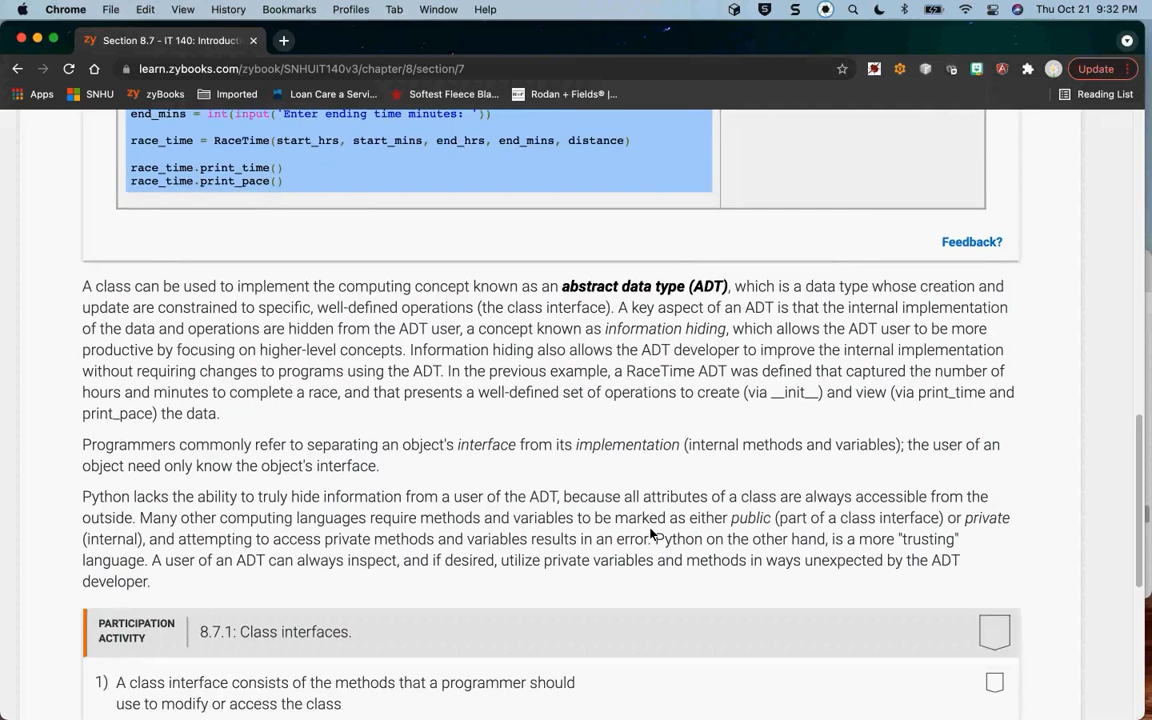 Chrome File Edit View History Bookmarks Profiles Tab Window Help Thu Oct 21 9:32 PM
zy Section 8.7 - IT 140: Introduct
learn.zybooks.com/zybook/SNHUIT140v3/chapter/8/section/7 Update
Apps SNHU zyBooks Imported Loan Care a Servi... Softest Fleece Bla... Rodan + Fields® |... Reading List
end_mins = int(input('Enter ending time minutes: '))
race_time = RaceTime(start_hrs, start_mins, end_hrs, end_mins, distance)
race_time.print_time()
race_time.print_pace()
Feedback?
A class can be used to implement the computing concept known as an abstract data type (ADT), which is a data type whose creation and
update are constrained to specific, well-defined operations (the class interface). A key aspect of an ADT is that the internal implementation
of the data and operations are hidden from the ADT user, a concept known as information hiding, which allows the ADT user to be more
productive by focusing on higher-level concepts. Information hiding also allows the ADT developer to improve the internal implementation
without requiring changes to programs using the ADT. In the previous example, a RaceTime ADT was defined that captured the number of
hours and minutes to complete a race, and that presents a well-defined set of operations to create (via __init__) and view (via print_time and
print_pace) the data.
Programmers commonly refer to separating an object's interface from its implementation (internal methods and variables); the user of an
object need only know the object's interface.
Python lacks the ability to truly hide information from a user of the ADT, because all attributes of a class are always accessible from the
outside. Many other computing languages require methods and variables to be marked as either public (part of a class interface) or private
(internal), and attempting to access private methods and variables results in an error. Python on the other hand, is a more "trusting"
language. A user of an ADT can always inspect, and if desired, utilize private variables and methods in ways unexpected by the ADT
developer.
PARTICIPATION
ACTIVITY
8.7.1: Class interfaces.
1) A class interface consists of the methods that a programmer should
use to modify or access the class